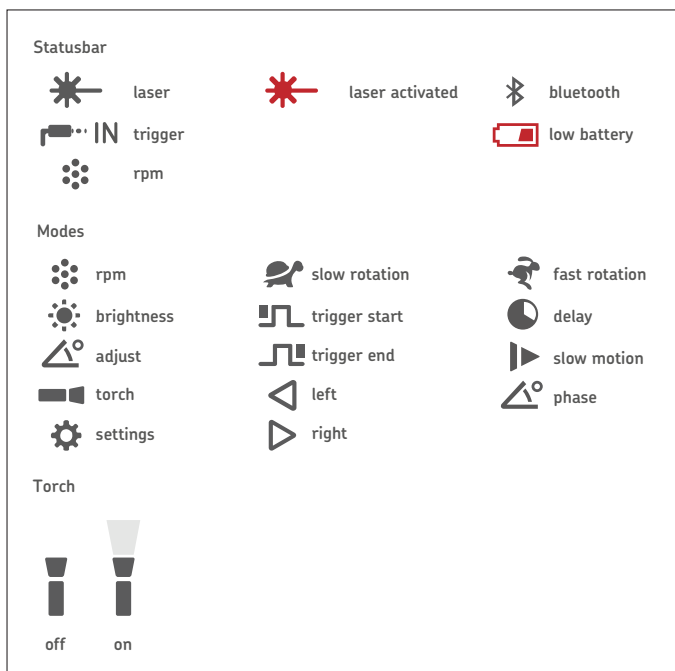 Statusbar
laser laser activated bluetooth
IN trigger low battery
rpm
Modes
rpm slow rotation fast rotation
brightness trigger start delay
adjust trigger end slow motion
torch left phase
settings right
Torch
off on